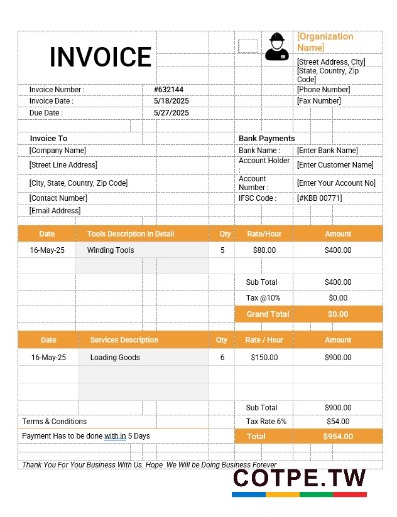 INVOICE
[Organization
Name]
[Street Address, City]
[State, Country, Zip
Code]
Invoice Number : #632144 [Phone Number]
Invoice Date : 5/18/2025 [Fax Number]
Due Date : 5/27/2025
Invoice To Bank Payments
[Company Name] Bank Name : [Enter Bank Name]
[Street Line Address] Account Holder : [Enter Customer Name]
[City, State, Country, Zip Code] Account
Number : [Enter Your Account No]
[Contact Number] IFSC Code : [#KBB 00771]
[Email Address]
Date Tools Description In Detail Qty Rate/Hour Amount
16-May-25 Winding Tools 5 $80.00 $400.00
Sub Total $400.00
Tax @10% $0.00
Grand Total $0.00
Date Services Description Qty Rate / Hour Amount
16-May-25 Loading Goods 6 $150.00 $900.00
Sub Total $900.00
Terms & Conditions Tax Rate 6% $54.00
Payment Has to be done with.in 5 Days Total $954.00
Thank You For Your Business With Us. Hope We Will be Doing Business Forever
COTPE.TW